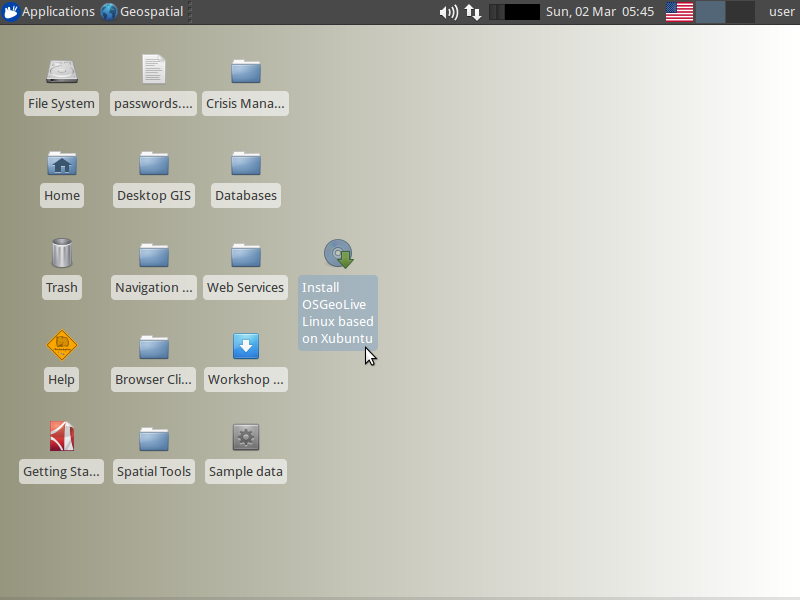 Applications Geospatial Sun, 02 Mar 05:45 user
File System passwords.... Crisis Mana...
Home Desktop GIS Databases
Trash Navigation ... Web Services Install
OSGeoLive
Linux based
on Xubuntu
Help Browser Cli... Workshop ...
Getting Sta... Spatial Tools Sample data